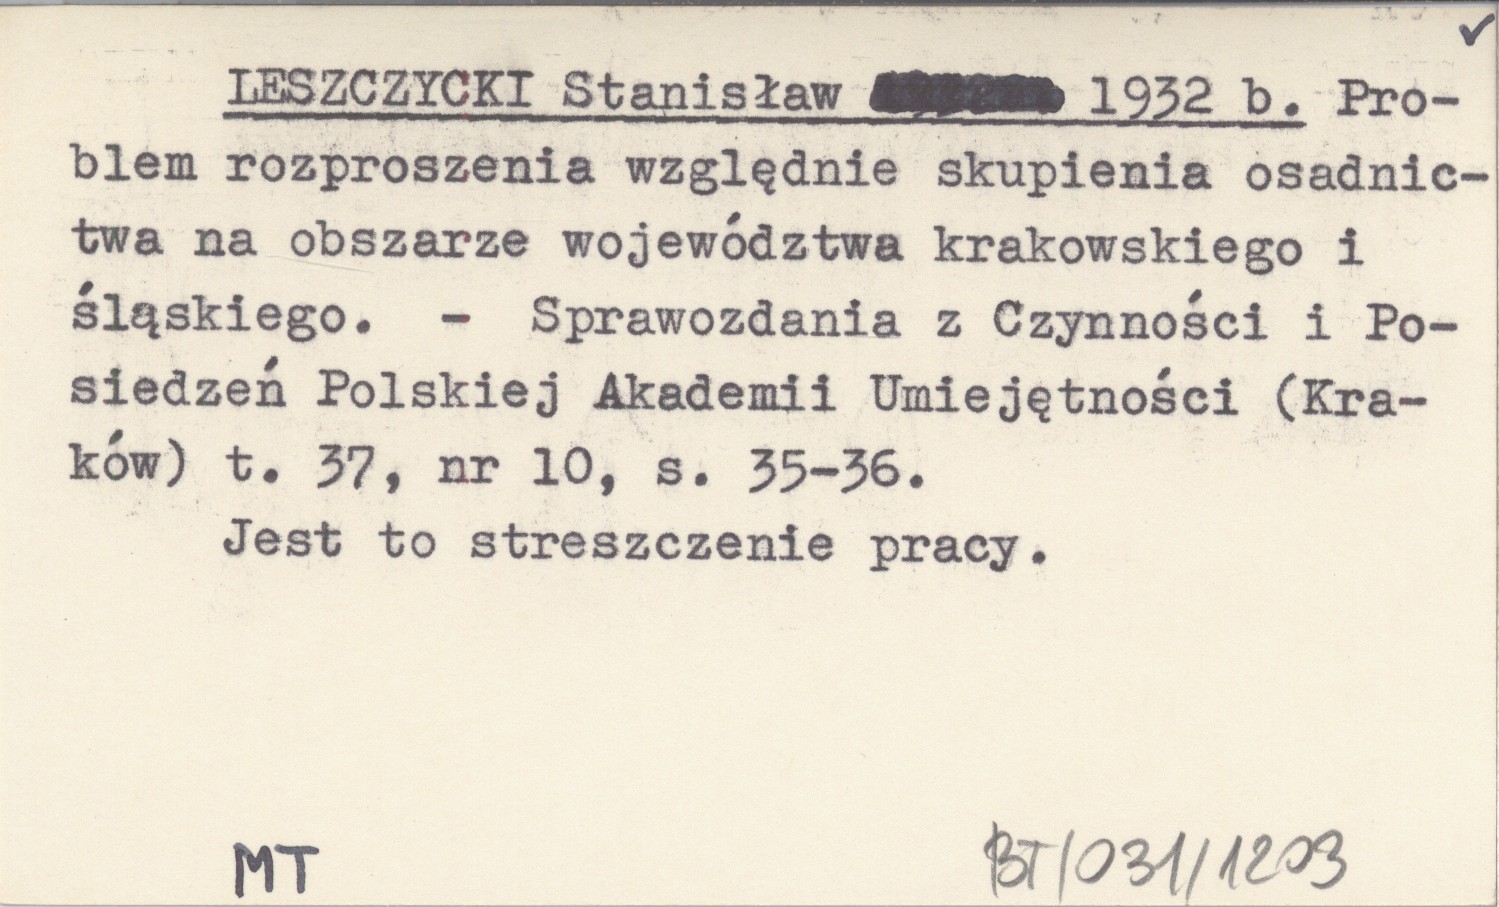 LESZCZYCKI Stanisław 1932 b. Pro-
blem rozproszenia względnie skupienia osadnic-
twa na obszarze województwa krakowskiego i
śląskiego. - Sprawozdania z Czynności i Po-
siedzeń Polskiej Akademii Umiejętności (Kra-
ków) t. 37, nr 10, s. 35-36.
Jest to streszczenie pracy.
MT BT/031/1203